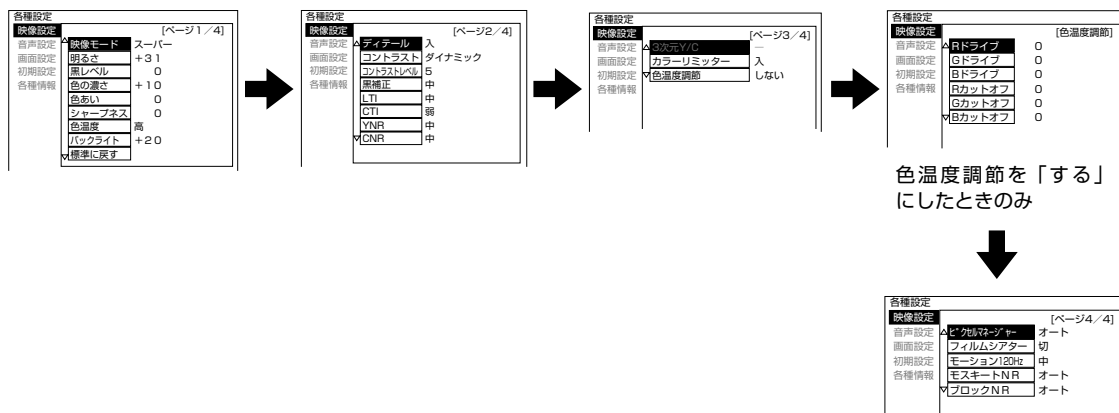 各種設定
映像設定
[ページ1／4]
音声設定
画面設定
初期設定
各種情報
映像モード スーパー
明るさ +31
黒レベル 0
色の濃さ +10
色あい 0
シャープネス 0
色温度 高
バックライト +20
標準に戻す
各種設定
映像設定
[ページ2／4]
音声設定
画面設定
初期設定
各種情報
ディテール 入
コントラスト ダイナミック
コントラストレベル 5
黒補正 中
LTI 中
CTI 弱
YNR 中
CNR 中
各種設定
映像設定
[ページ3／4]
音声設定
画面設定
初期設定
各種情報
3次元Y/C −
カラーリミッター 入
色温度調節 しない
各種設定
映像設定
[色温度調節]
音声設定
画面設定
初期設定
各種情報
Rドライブ 0
Gドライブ 0
Bドライブ 0
Rカットオフ 0
Gカットオフ 0
Bカットオフ 0
色温度調節を「する」
にしたときのみ
各種設定
映像設定
[ページ4／4]
音声設定
画面設定
初期設定
各種情報
ピクセルマネージャー オート
フィルムシアター 切
モーション120Hz 中
モスキートNR オート
ブロックNR オート